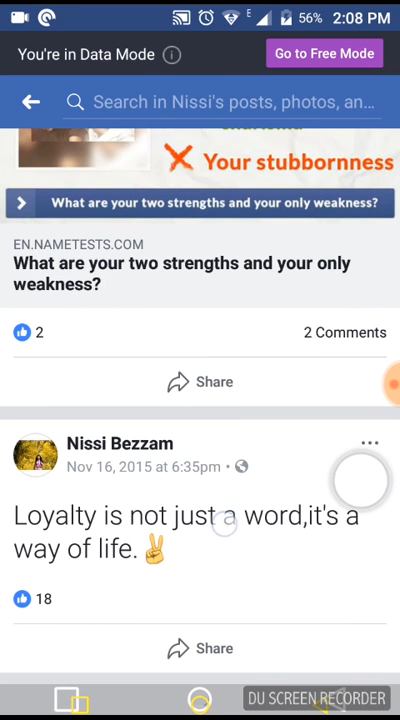 E 56% 2:08 PM
You're in Data Mode
Go to Free Mode
Search in Nissi's posts, photos, an...
Your stubbornness
What are your two strengths and your only weakness?
EN.NAMETESTS.COM
What are your two strengths and your only
weakness?
2 2 Comments
Share
Nissi Bezzam
Nov 16, 2015 at 6:35pm •
Loyalty is not just a word,it's a
way of life.✌
18
Share
DU SCREEN RECORDER